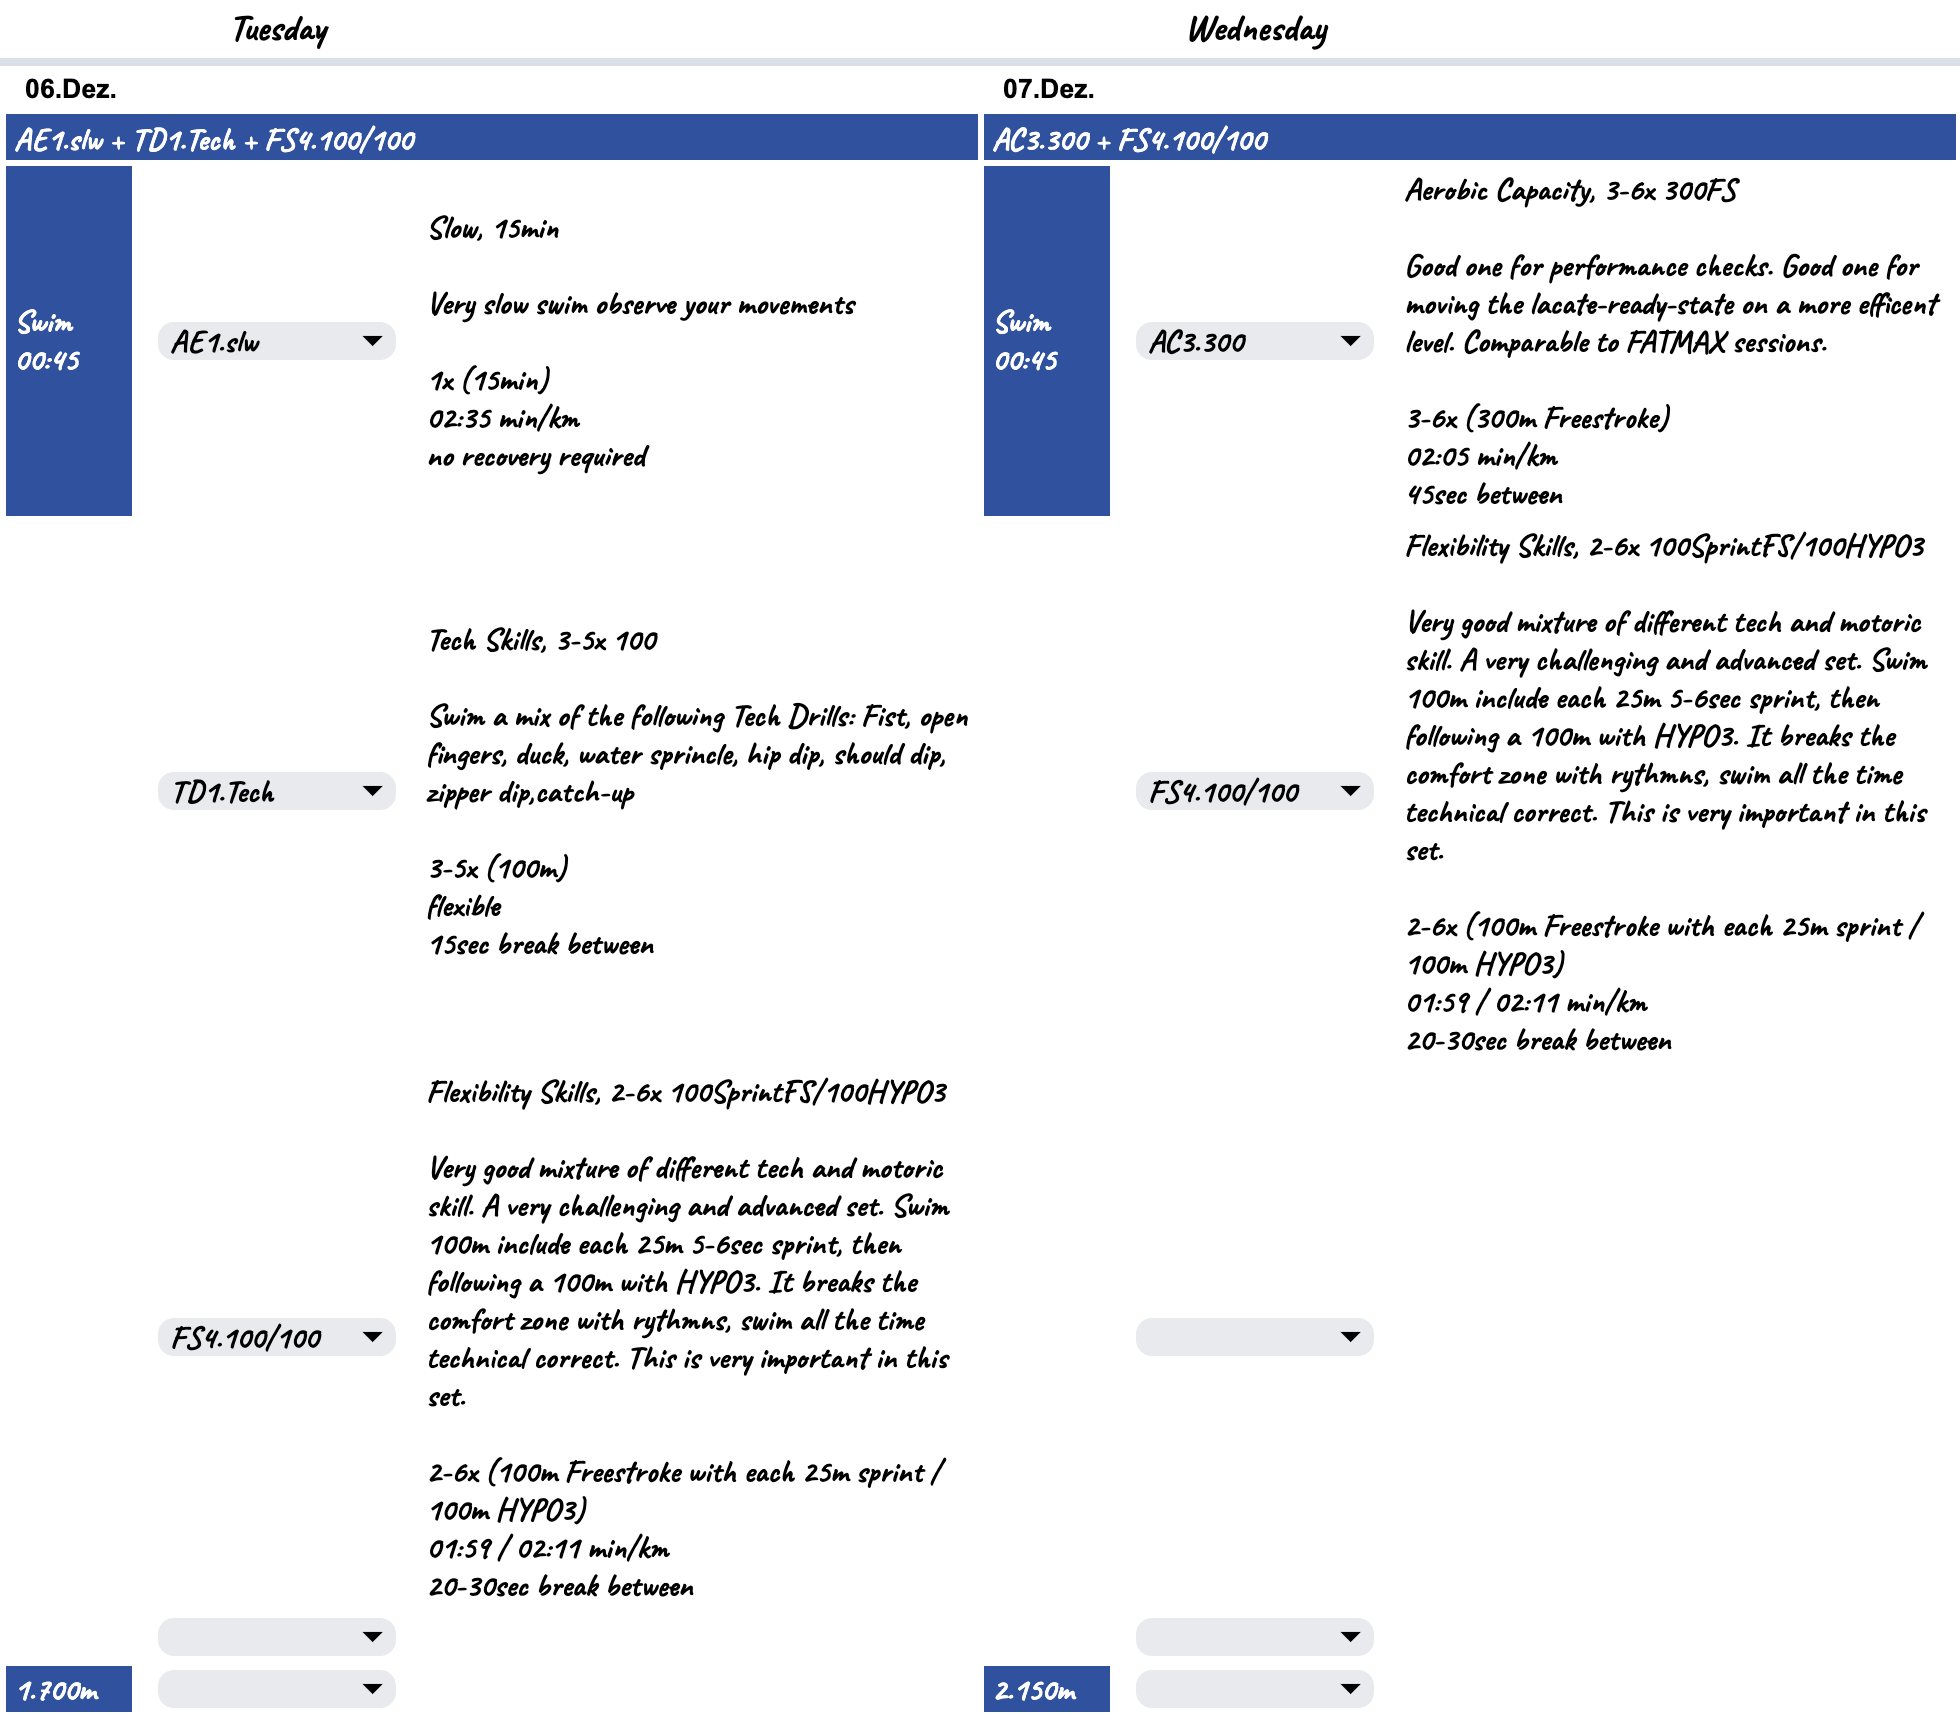 Tuesday
Wednesday
06.Dez.
07.Dez.
AE1.slw + TD1.Tech + FS4.100/100
AC3.300 + FS4.100/100
Swim
00:45
AE1.slw
Slow, 15min
Very slow swim observe your movements
1x (15min)
02:35 min/km
no recovery required
TD1.Tech
Tech Skills, 3-5x 100
Swim a mix of the following Tech Drills: Fist, open
fingers, duck, water sprincle, hip dip, should dip,
zipper dip,catch-up
3-5x (100m)
flexible
15sec break between
FS4.100/100
Flexibility Skills, 2-6x 100SprintFS/100HYPO3
Very good mixture of different tech and motoric
skill. A very challenging and advanced set. Swim
100m include each 25m 5-6sec sprint, then
following a 100m with HYPO3. It breaks the
comfort zone with rythmns, swim all the time
technical correct. This is very important in this
set.
2-6x (100m Freestroke with each 25m sprint /
100m HYPO3)
01:59 / 02:11 min/km
20-30sec break between
1.700m
Swim
00:45
AC3.300
Aerobic Capacity, 3-6x 300FS
Good one for performance checks. Good one for
moving the lacate-ready-state on a more efficent
level. Comparable to FATMAX sessions.
3-6x (300m Freestroke)
02:05 min/km
45sec between
FS4.100/100
Flexibility Skills, 2-6x 100SprintFS/100HYPO3
Very good mixture of different tech and motoric
skill. A very challenging and advanced set. Swim
100m include each 25m 5-6sec sprint, then
following a 100m with HYPO3. It breaks the
comfort zone with rythmns, swim all the time
technical correct. This is very important in this
set.
2-6x (100m Freestroke with each 25m sprint /
100m HYPO3)
01:59 / 02:11 min/km
20-30sec break between
2.150m